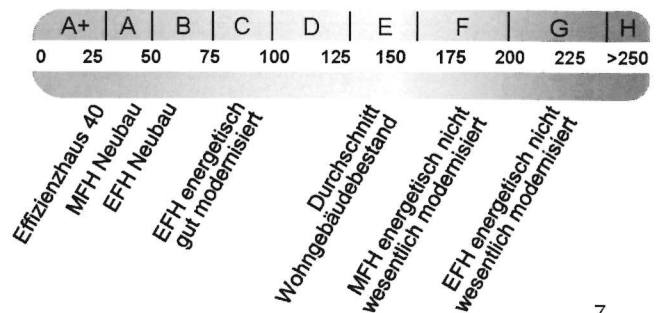 A+ A B C D E F G H
0 25 50 75 100 125 150 175 200 225 >250
Effizienzhaus 40
MFH Neubau
EFH Neubau
EFH energetisch
gut modernisiert
Durchschnitt
Wohngebäudebestand
MFH energetisch nicht
wesentlich modernisiert
EFH energetisch nicht
wesentlich modernisiert
7